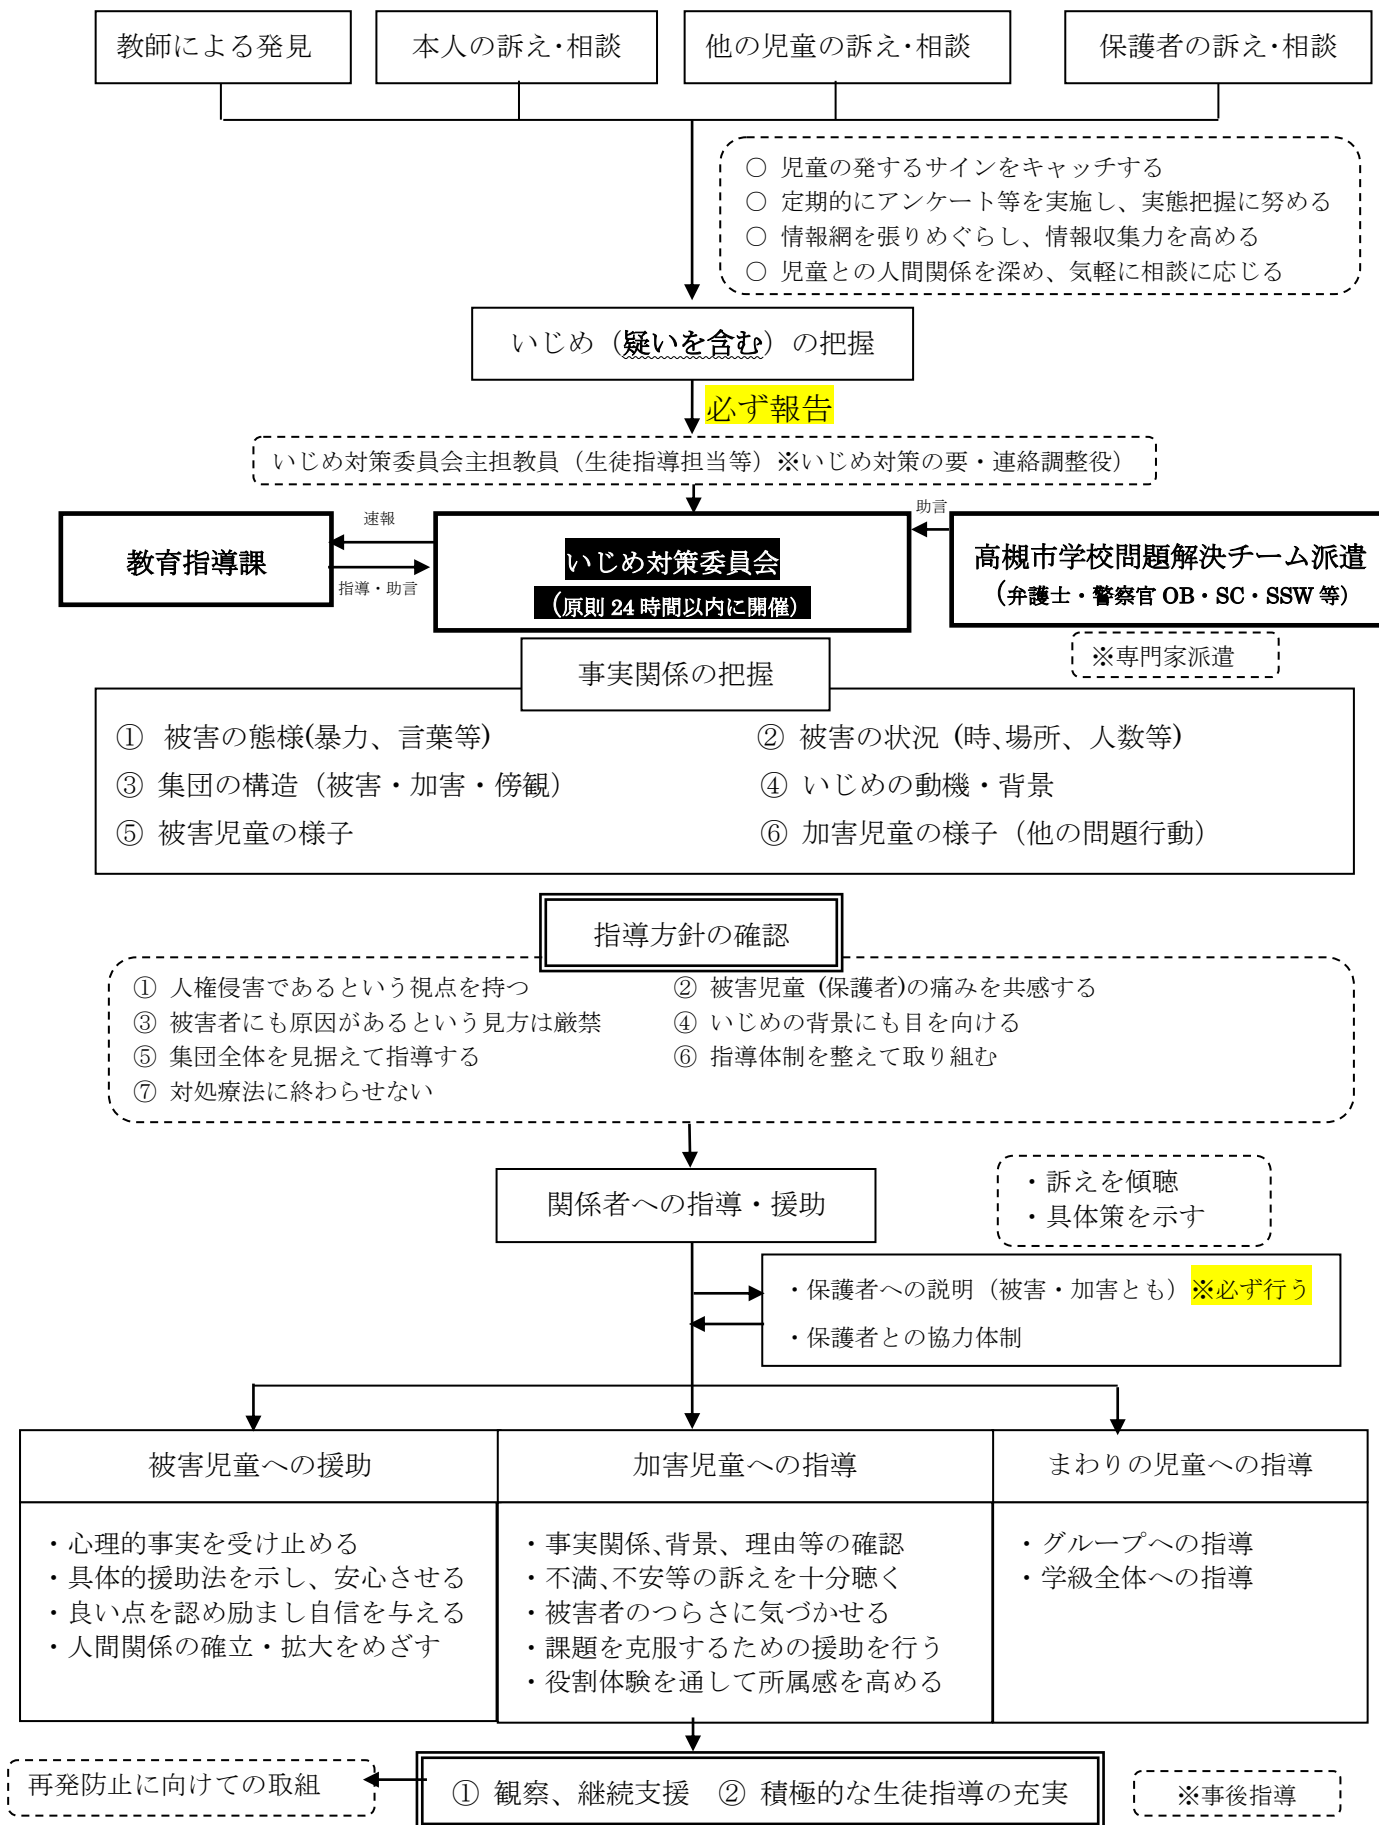 教師による発見
本人の訴え・相談
他の児童の訴え・相談
保護者の訴え・相談
○ 児童の発するサインをキャッチする
○ 定期的にアンケート等を実施し、実態把握に努める
○ 情報網を張りめぐらし、情報収集力を高める
○ 児童との人間関係を深め、気軽に相談に応じる
いじめ（疑いを含む）の把握
必ず報告
いじめ対策委員会主担教員（生徒指導担当等）※いじめ対策の要・連絡調整役）
教育指導課
速報
指導・助言
いじめ対策委員会
（原則 24 時間以内に開催）
助言
高槻市学校問題解決チーム派遣
（弁護士・警察官 OB・SC・SSW 等）
※専門家派遣
事実関係の把握
① 被害の態様(暴力、言葉等)
② 被害の状況 (時、場所、人数等)
③ 集団の構造（被害・加害・傍観）
④ いじめの動機・背景
⑤ 被害児童の様子
⑥ 加害児童の様子（他の問題行動）
指導方針の確認
① 人権侵害であるという視点を持つ
② 被害児童 (保護者)の痛みを共感する
③ 被害者にも原因があるという見方は厳禁
④ いじめの背景にも目を向ける
⑤ 集団全体を見据えて指導する
⑥ 指導体制を整えて取り組む
⑦ 対処療法に終わらせない
関係者への指導・援助
・訴えを傾聴
・具体策を示す
・保護者への説明（被害・加害とも）※必ず行う
・保護者との協力体制
被害児童への援助
・心理的事実を受け止める
・具体的援助法を示し、安心させる
・良い点を認め励まし自信を与える
・人間関係の確立・拡大をめざす
加害児童への指導
・事実関係、背景、理由等の確認
・不満、不安等の訴えを十分聴く
・被害者のつらさに気づかせる
・課題を克服するための援助を行う
・役割体験を通して所属感を高める
まわりの児童への指導
・グループへの指導
・学級全体への指導
再発防止に向けての取組
① 観察、継続支援 ② 積極的な生徒指導の充実
※事後指導